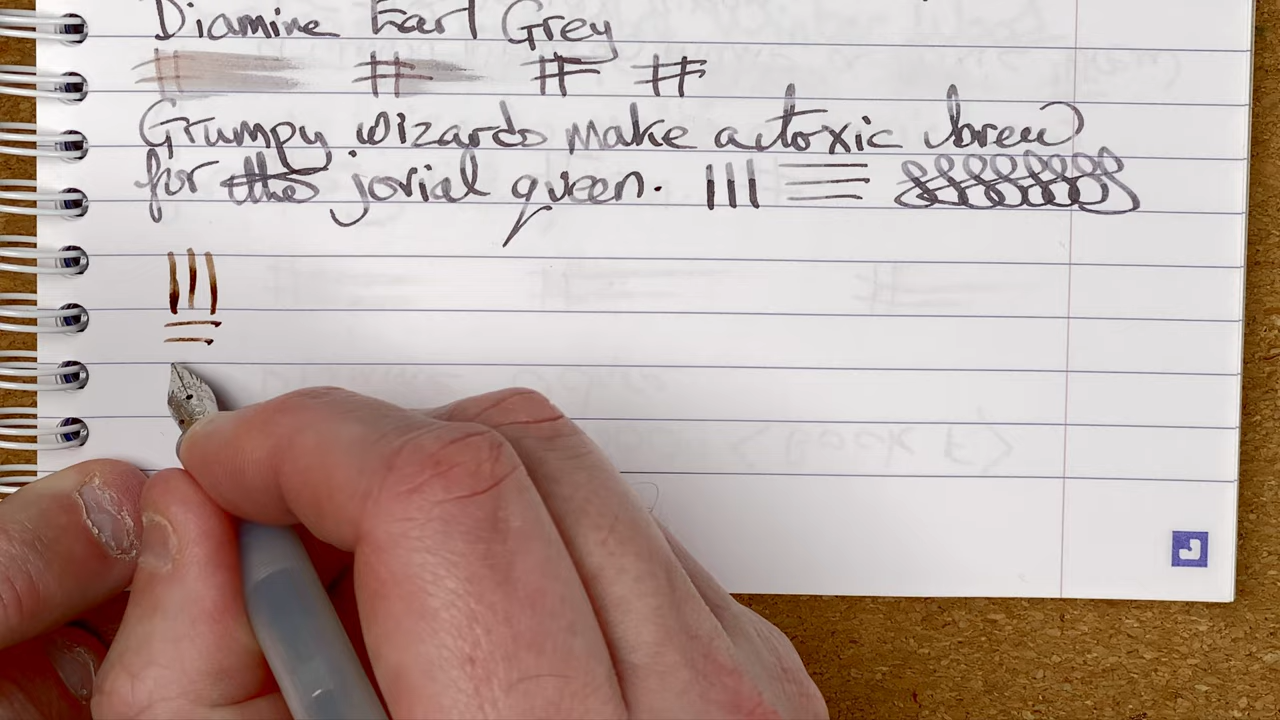 Diamine Earl Grey
Grumpy wizards make a toxic brew
for the jovial queen.